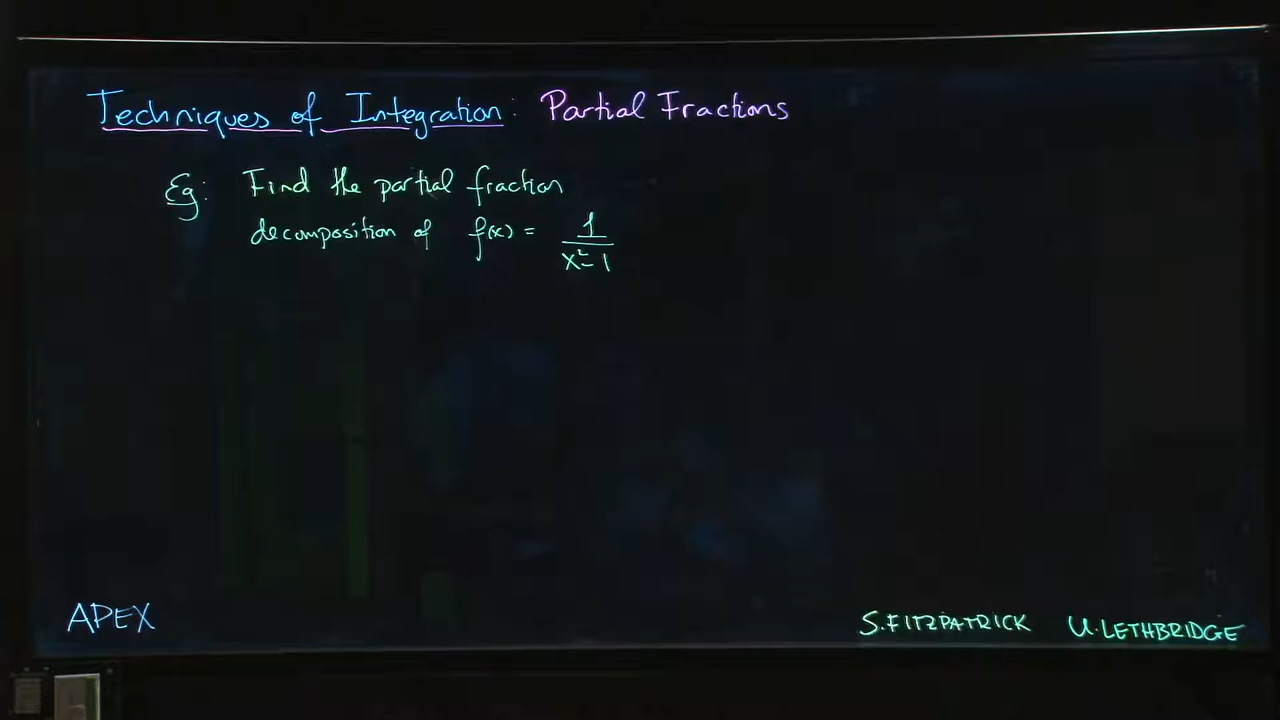 Techniques of Integration: Partial Fractions
Eg: Find the partial fraction
decomposition of f(x) = 1/(x²-1)
APEX
S.FITZPATRICK U.LETHBRIDGE